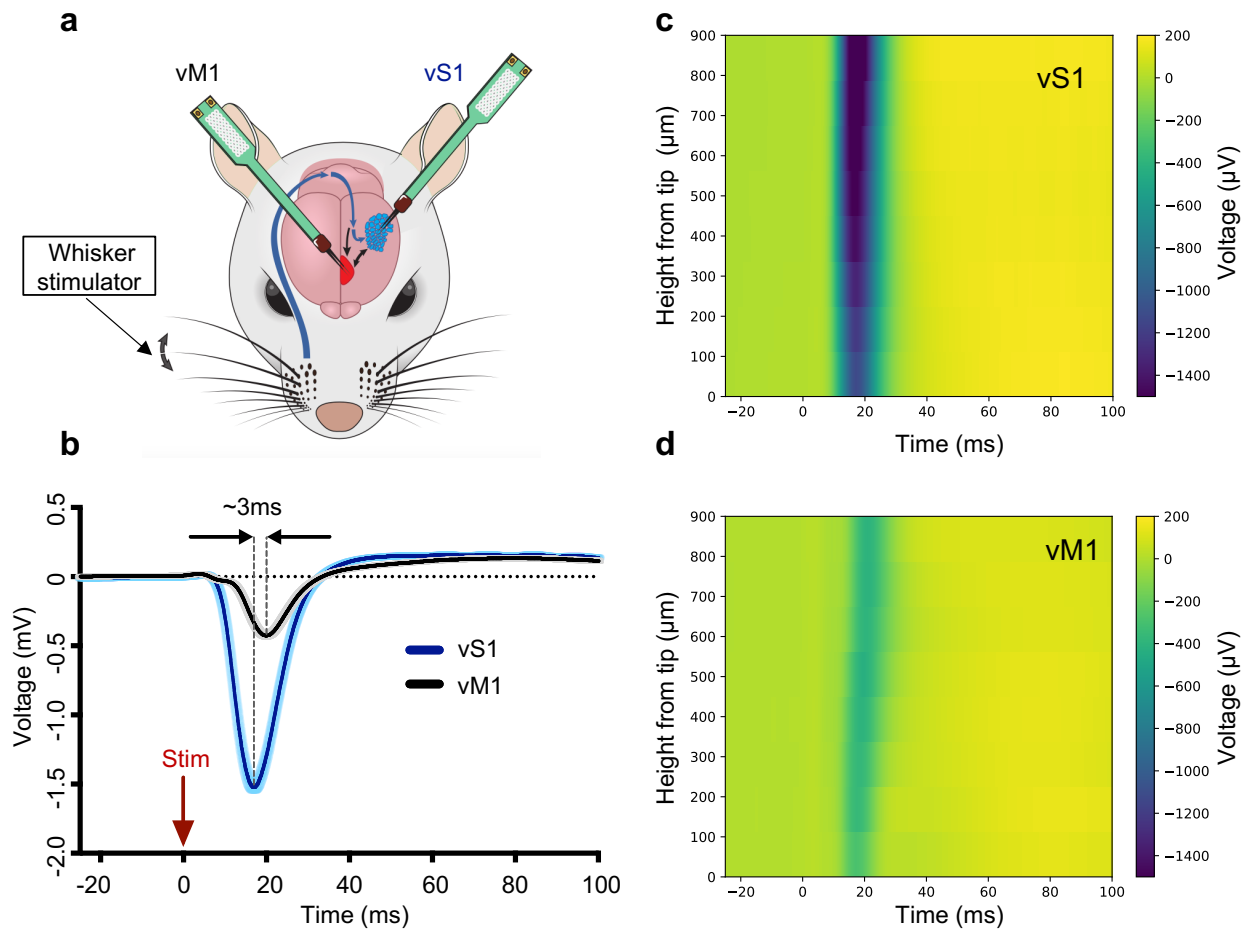 a
vM1
vS1
Whisker
stimulator
b
~3ms
0.5
0
-0.5
-1.0
-1.5
-2.0
Voltage (mV)
vS1
vM1
Stim
-20
0
20
40
60
80
100
Time (ms)
c
vS1
900
800
700
600
500
400
300
200
100
0
Height from tip (µm)
−20
0
20
40
60
80
100
Time (ms)
200
0
−200
−400
−600
−800
−1000
−1200
−1400
Voltage (µV)
d
vM1
900
800
700
600
500
400
300
200
100
0
Height from tip (µm)
−20
0
20
40
60
80
100
Time (ms)
200
0
−200
−400
−600
−800
−1000
−1200
−1400
Voltage (µV)